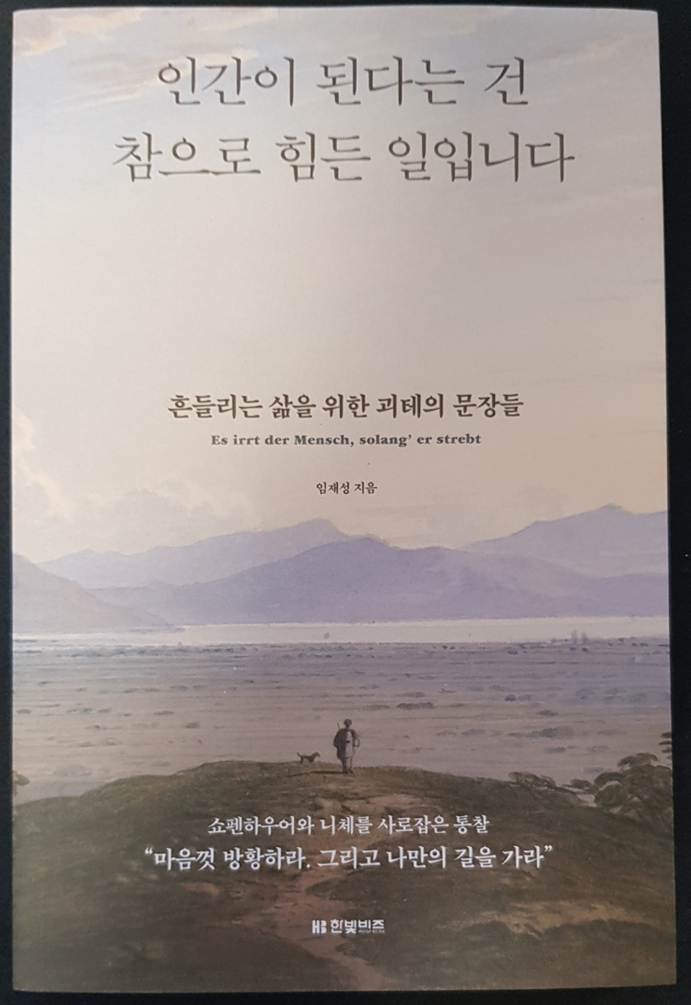 인간이 된다는 건
참으로 힘든 일입니다
흔들리는 삶을 위한 괴테의 문장들
Es irrt der Mensch, solang’ er strebt
임재성 지음
쇼펜하우어와 니체를 사로잡은 통찰
“마음껏 방황하라. 그리고 나만의 길을 가라”
HB 한빛비즈